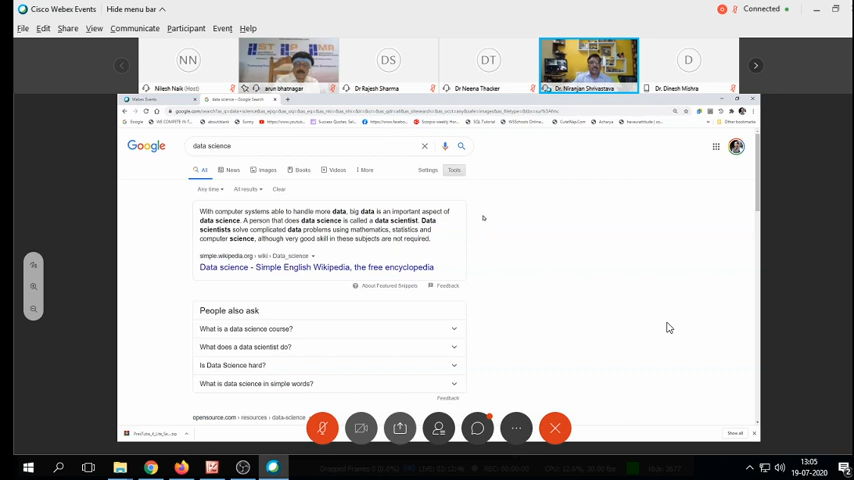 Cisco Webex Events
Hide menu bar
Connected
File Edit Share View Communicate Participant Event Help
NN
DS
DT
D
Nilesh Naik (Host)
arun bhatnagar
Dr Rajesh Sharma
Dr Neena Thacker
Dr. Niranjan Shrivastava
Dr. Dinesh Mishra
Webex Events
data science - Google Search
Google
data science
All News Images Books Videos More Settings Tools
Any time All results Clear
With computer systems able to handle more data, big data is an important aspect of
data science. A person that does data science is called a data scientist. Data
scientists solve complicated data problems using mathematics, statistics and
computer science, although very good skill in these subjects are not required.
simple.wikipedia.org › wiki › Data_science
Data science - Simple English Wikipedia, the free encyclopedia
About Featured Snippets Feedback
People also ask
What is a data science course?
What does a data scientist do?
Is Data Science hard?
What is data science in simple words?
Feedback
opensource.com › resources › data-science
Show all
13:05
19-07-2020